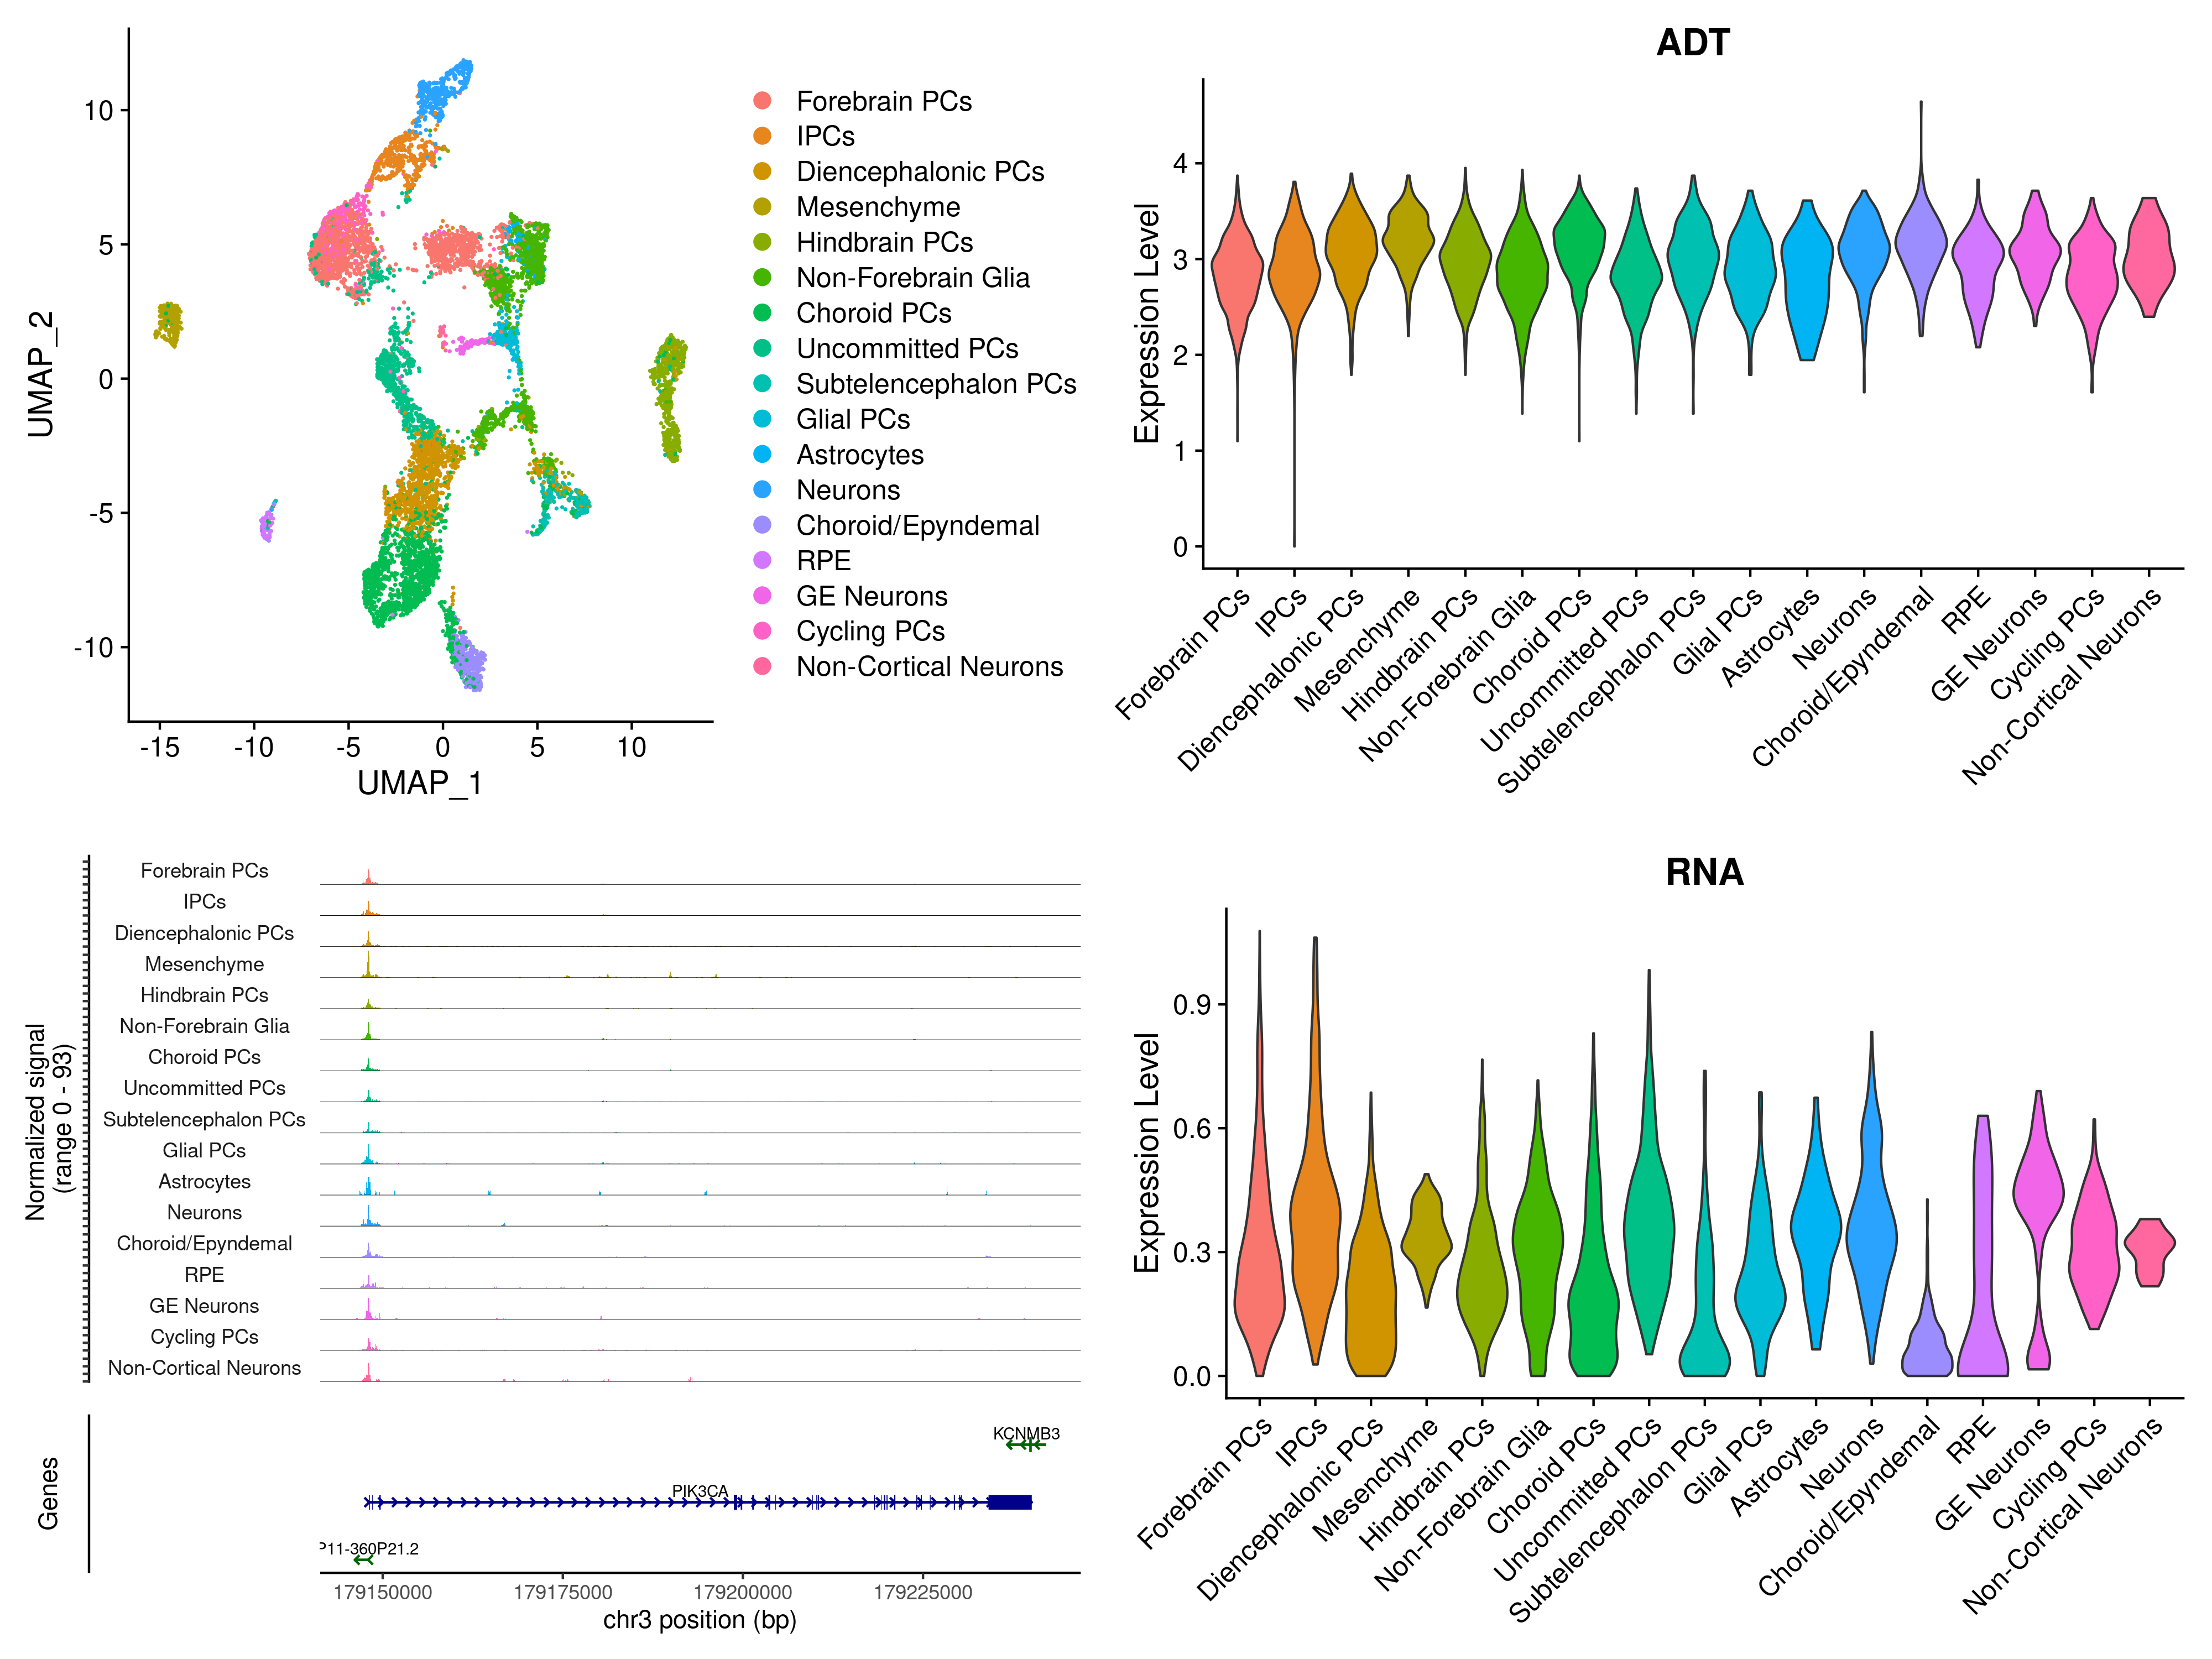 10
5
0
-5
-10
UMAP_2
-15 -10 -5 0 5 10
UMAP_1
Forebrain PCs
IPCs
Diencephalonic PCs
Mesenchyme
Hindbrain PCs
Non-Forebrain Glia
Choroid PCs
Uncommitted PCs
Subtelencephalon PCs
Glial PCs
Astrocytes
Neurons
Choroid/Epyndemal
RPE
GE Neurons
Cycling PCs
Non-Cortical Neurons
ADT
Expression Level
4
3
2
1
0
Forebrain PCs
IPCs
Diencephalonic PCs
Mesenchyme
Hindbrain PCs
Non-Forebrain Glia
Choroid PCs
Uncommitted PCs
Subtelencephalon PCs
Glial PCs
Astrocytes
Neurons
Choroid/Epyndemal
RPE
GE Neurons
Cycling PCs
Non-Cortical Neurons
Normalized signal
(range 0 - 93)
Forebrain PCs
IPCs
Diencephalonic PCs
Mesenchyme
Hindbrain PCs
Non-Forebrain Glia
Choroid PCs
Uncommitted PCs
Subtelencephalon PCs
Glial PCs
Astrocytes
Neurons
Choroid/Epyndemal
RPE
GE Neurons
Cycling PCs
Non-Cortical Neurons
Genes
KCNMB3
PIK3CA
P11-360P21.2
179150000 179175000 179200000 179225000
chr3 position (bp)
RNA
Expression Level
0.9
0.6
0.3
0.0
Forebrain PCs
IPCs
Diencephalonic PCs
Mesenchyme
Hindbrain PCs
Non-Forebrain Glia
Choroid PCs
Uncommitted PCs
Subtelencephalon PCs
Glial PCs
Astrocytes
Neurons
Choroid/Epyndemal
RPE
GE Neurons
Cycling PCs
Non-Cortical Neurons